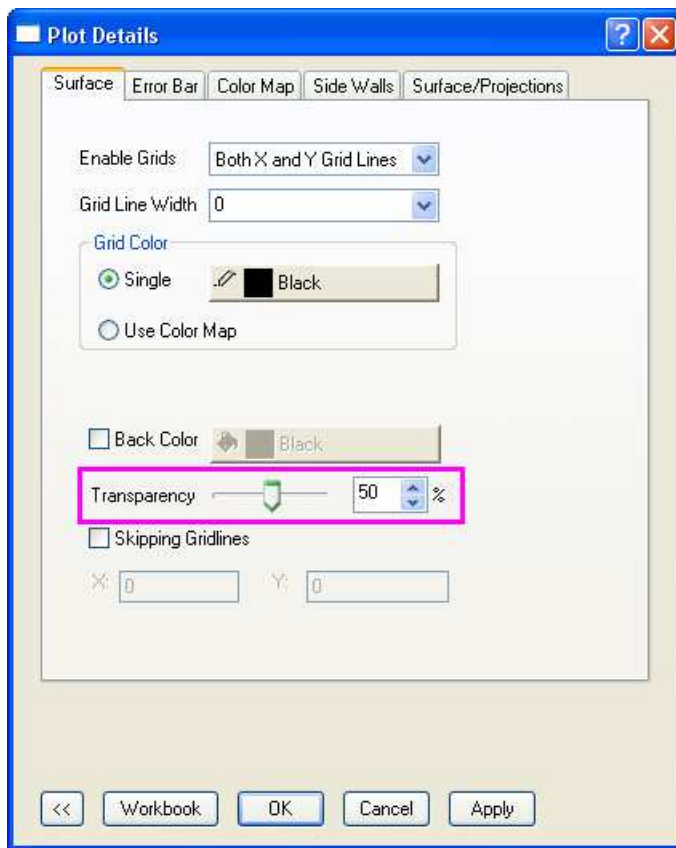 Plot Details
Surface Error Bar Color Map Side Walls Surface/Projections
Enable Grids Both X and Y Grid Lines
Grid Line Width 0
Grid Color
Single Black
Use Color Map
Back Color Black
Transparency 50 %
Skipping Gridlines
X: 0 Y: 0
<< Workbook OK Cancel Apply